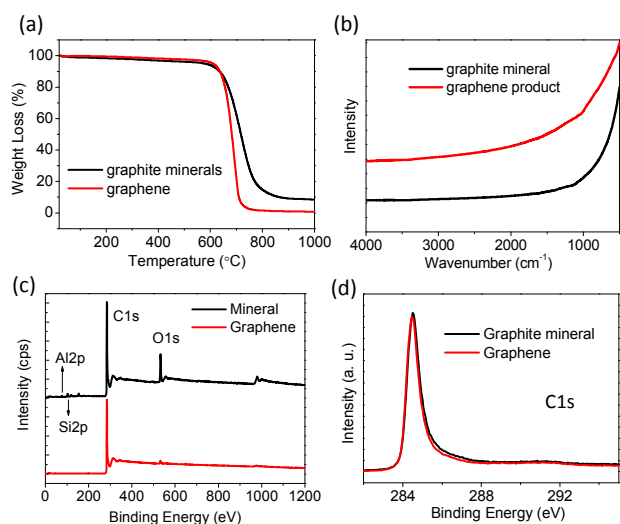 (a)
100
80
60
40
20
0
Weight Loss (%)
graphite minerals
graphene
200 400 600 800 1000
Temperature (°C)
(b)
Intensity
graphite mineral
graphene product
4000 3000 2000 1000
Wavenumber (cm⁻¹)
(c)
Intensity (cps)
C1s
O1s
Al2p
Si2p
Mineral
Graphene
0 200 400 600 800 1000 1200
Binding Energy (eV)
(d)
Intensity (a. u.)
Graphite mineral
Graphene
C1s
284 288 292
Binding Energy (eV)